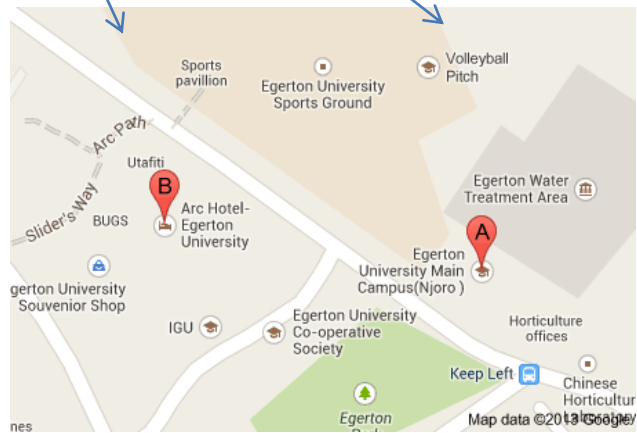 Sports
pavillion
Volleyball
Pitch
Egerton University
Sports Ground
Arc Path
Utafiti
B
Slider's Way
BUGS
Arc Hotel-
Egerton
University
Egerton Water
Treatment Area
A
Egerton
University Main
Campus(Njoro )
gerton University
Souvenior Shop
IGU
Egerton University
Co-operative
Society
Horticulture
offices
Keep Left
Chinese
Horticultur
Egerton
Map data ©2013 Google
nes